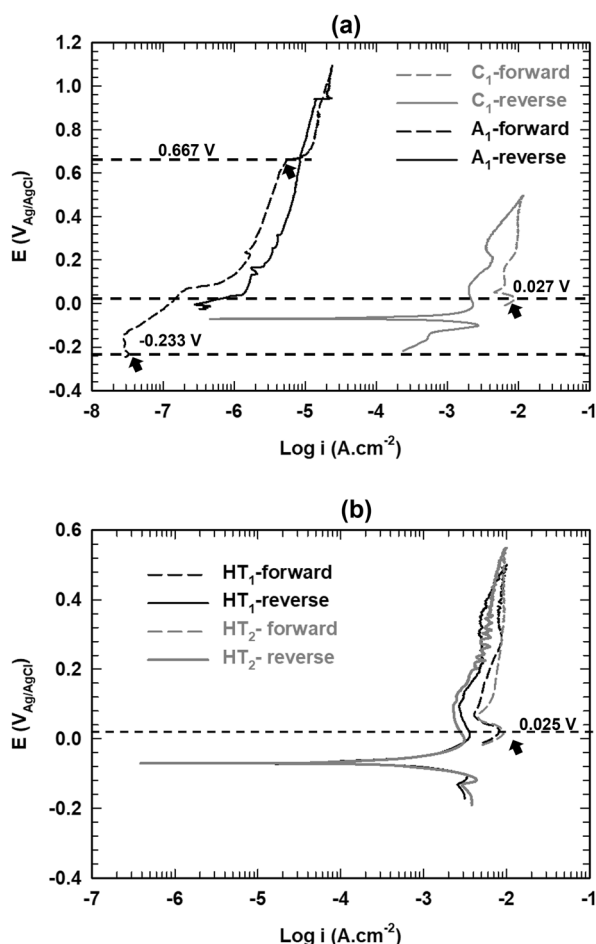 (a)
1.2
1.0
0.8
0.6
0.4
0.2
0.0
-0.2
-0.4
E (V_Ag/AgCl)
C₁-forward
C₁-reverse
A₁-forward
A₁-reverse
0.667 V
0.027 V
-0.233 V
-8 -7 -6 -5 -4 -3 -2 -1
Log i (A.cm⁻²)
(b)
0.6
0.4
0.2
0.0
-0.2
-0.4
E (V_Ag/AgCl)
HT₁-forward
HT₁-reverse
HT₂- forward
HT₂- reverse
0.025 V
-7 -6 -5 -4 -3 -2 -1
Log i (A.cm⁻²)